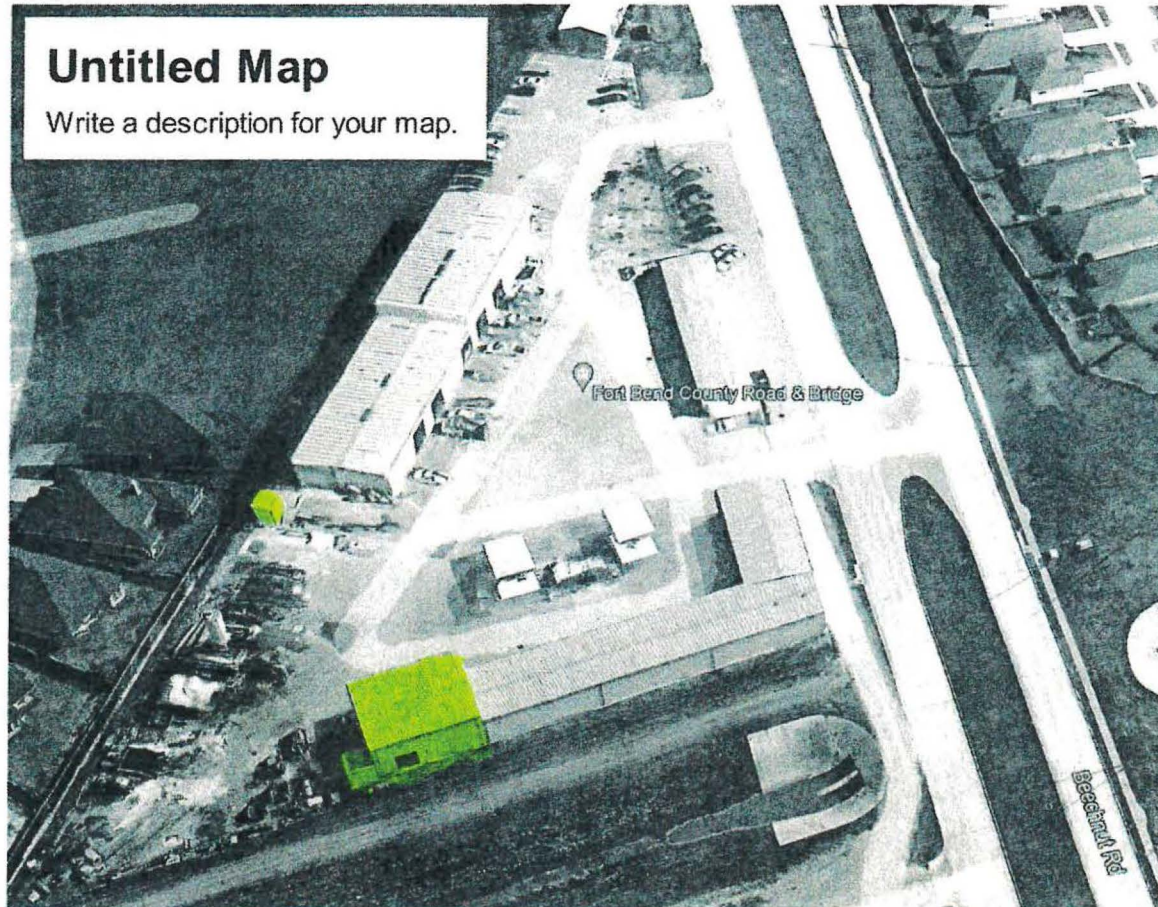 Untitled Map
Write a description for your map.
Fort Bend County Road & Bridge
Beechnut Rd